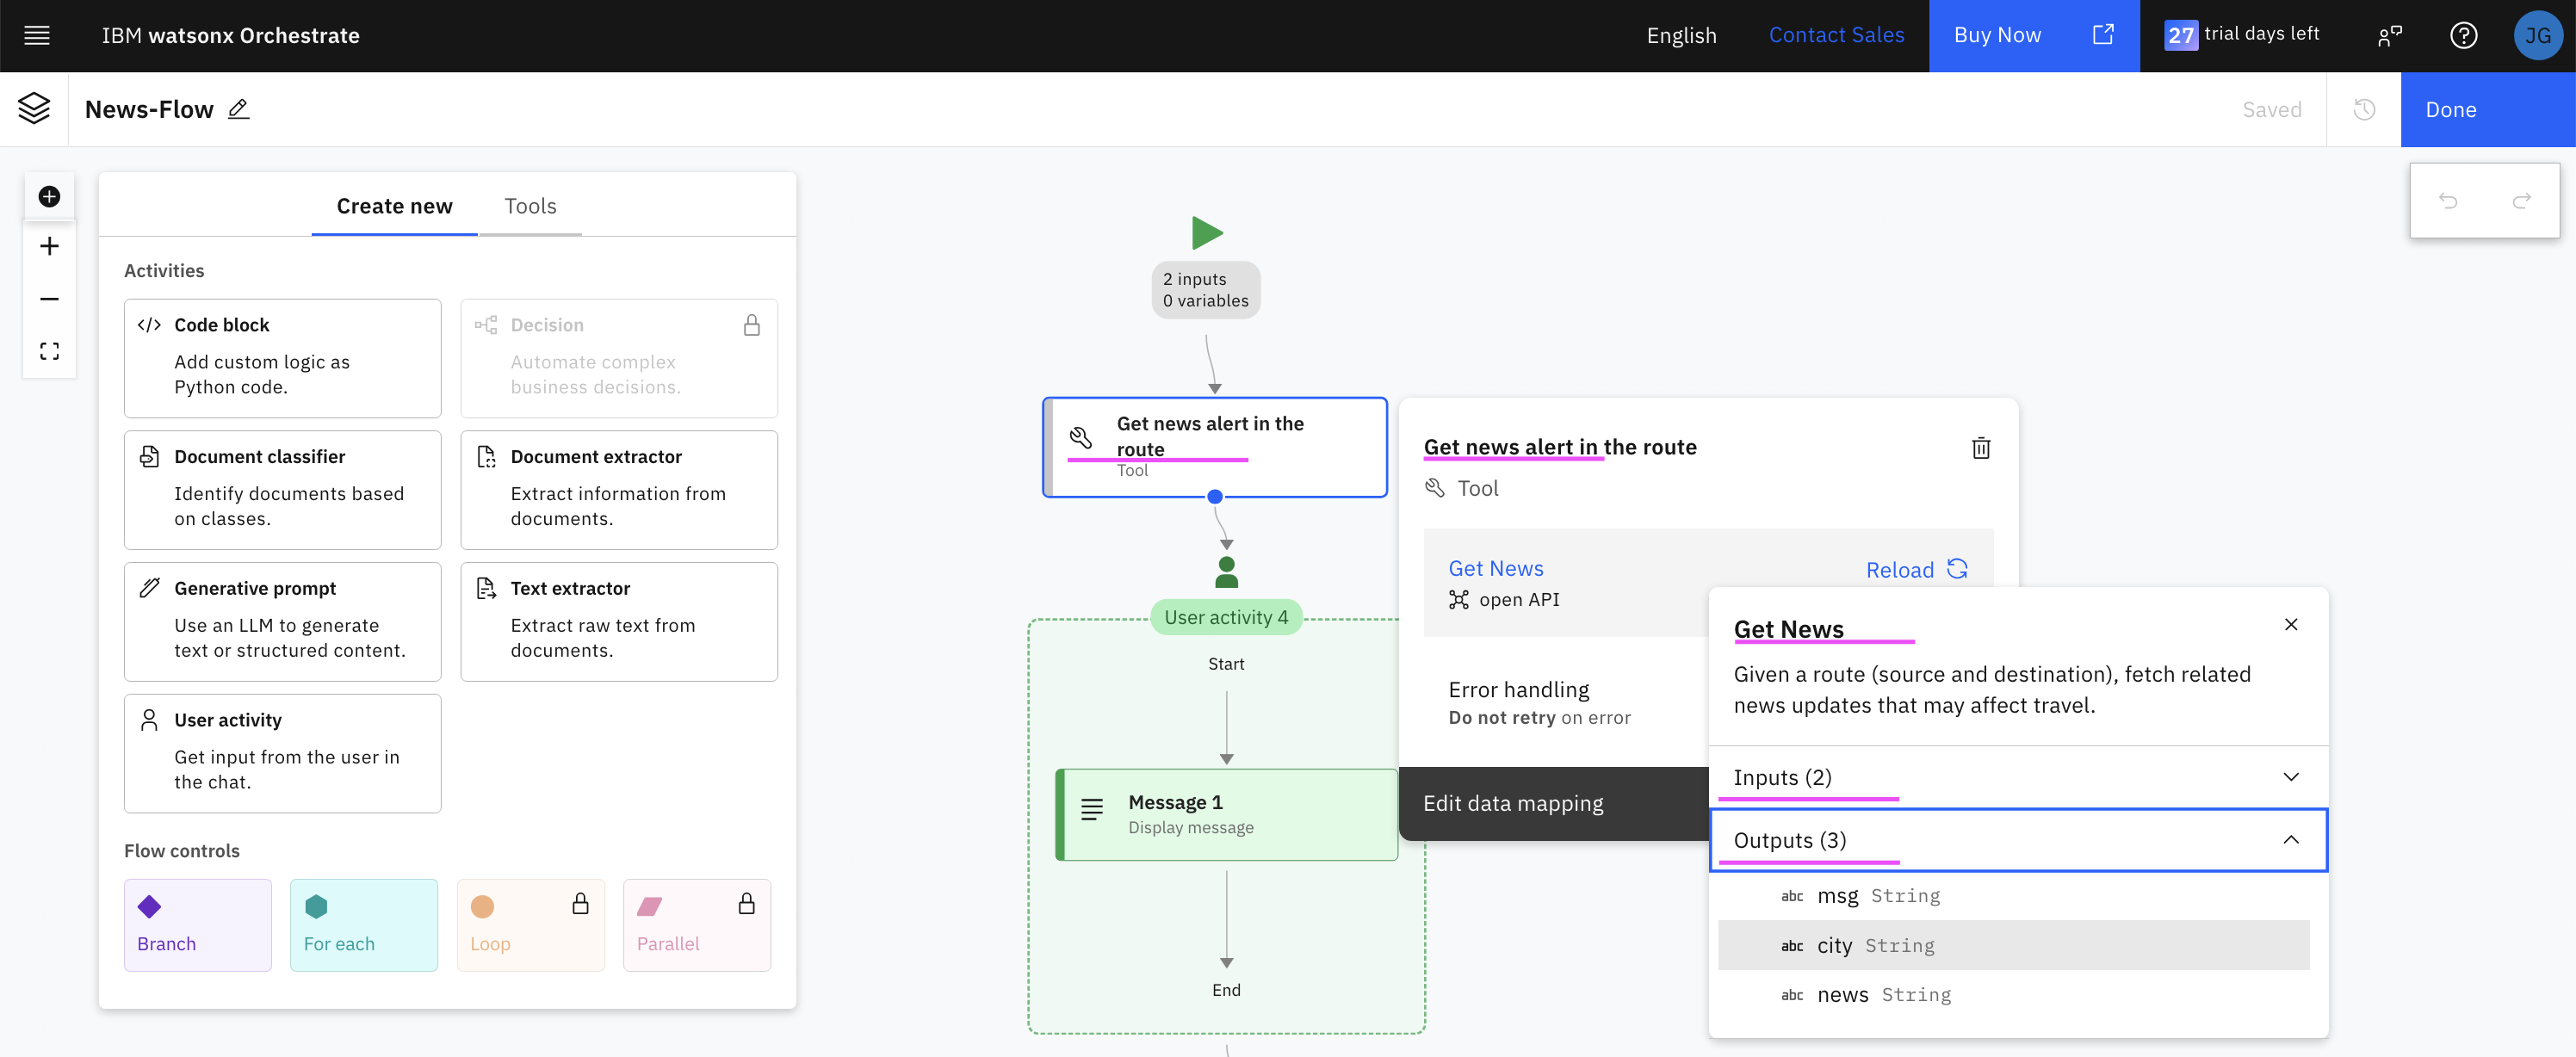 IBM watsonx Orchestrate
English
Contact Sales
Buy Now
27 trial days left
JG
News-Flow
Saved
Done
Create new
Tools
Activities
Code block
Add custom logic as
Python code.
Decision
Automate complex
business decisions.
Document classifier
Identify documents based
on classes.
Document extractor
Extract information from
documents.
Generative prompt
Use an LLM to generate
text or structured content.
Text extractor
Extract raw text from
documents.
User activity
Get input from the user in
the chat.
Flow controls
Branch
For each
Loop
Parallel
2 inputs
0 variables
Get news alert in the
route
Tool
User activity 4
Start
Message 1
Display message
End
Get news alert in the route
Tool
Get News
Reload
open API
Error handling
Do not retry on error
Edit data mapping
Get News
Given a route (source and destination), fetch related
news updates that may affect travel.
Inputs (2)
Outputs (3)
abc msg String
abc city String
abc news String